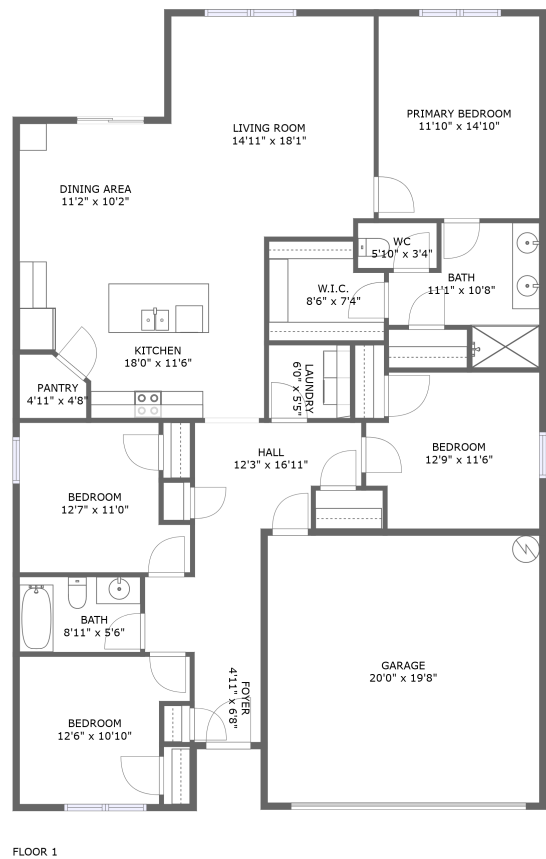 LIVING ROOM
14'11" x 18'1"
PRIMARY BEDROOM
11'10" x 14'10"
DINING AREA
11'2" x 10'2"
WC
5'10" x 3'4"
BATH
11'1" x 10'8"
W.I.C.
8'6" x 7'4"
KITCHEN
18'0" x 11'6"
PANTRY
4'11" x 4'8"
LAUNDRY
6'0" x 5'5"
HALL
12'3" x 16'11"
BEDROOM
12'9" x 11'6"
BEDROOM
12'7" x 11'0"
BATH
8'11" x 5'6"
FOYER
4'11" x 6'8"
GARAGE
20'0" x 19'8"
BEDROOM
12'6" x 10'10"
FLOOR 1